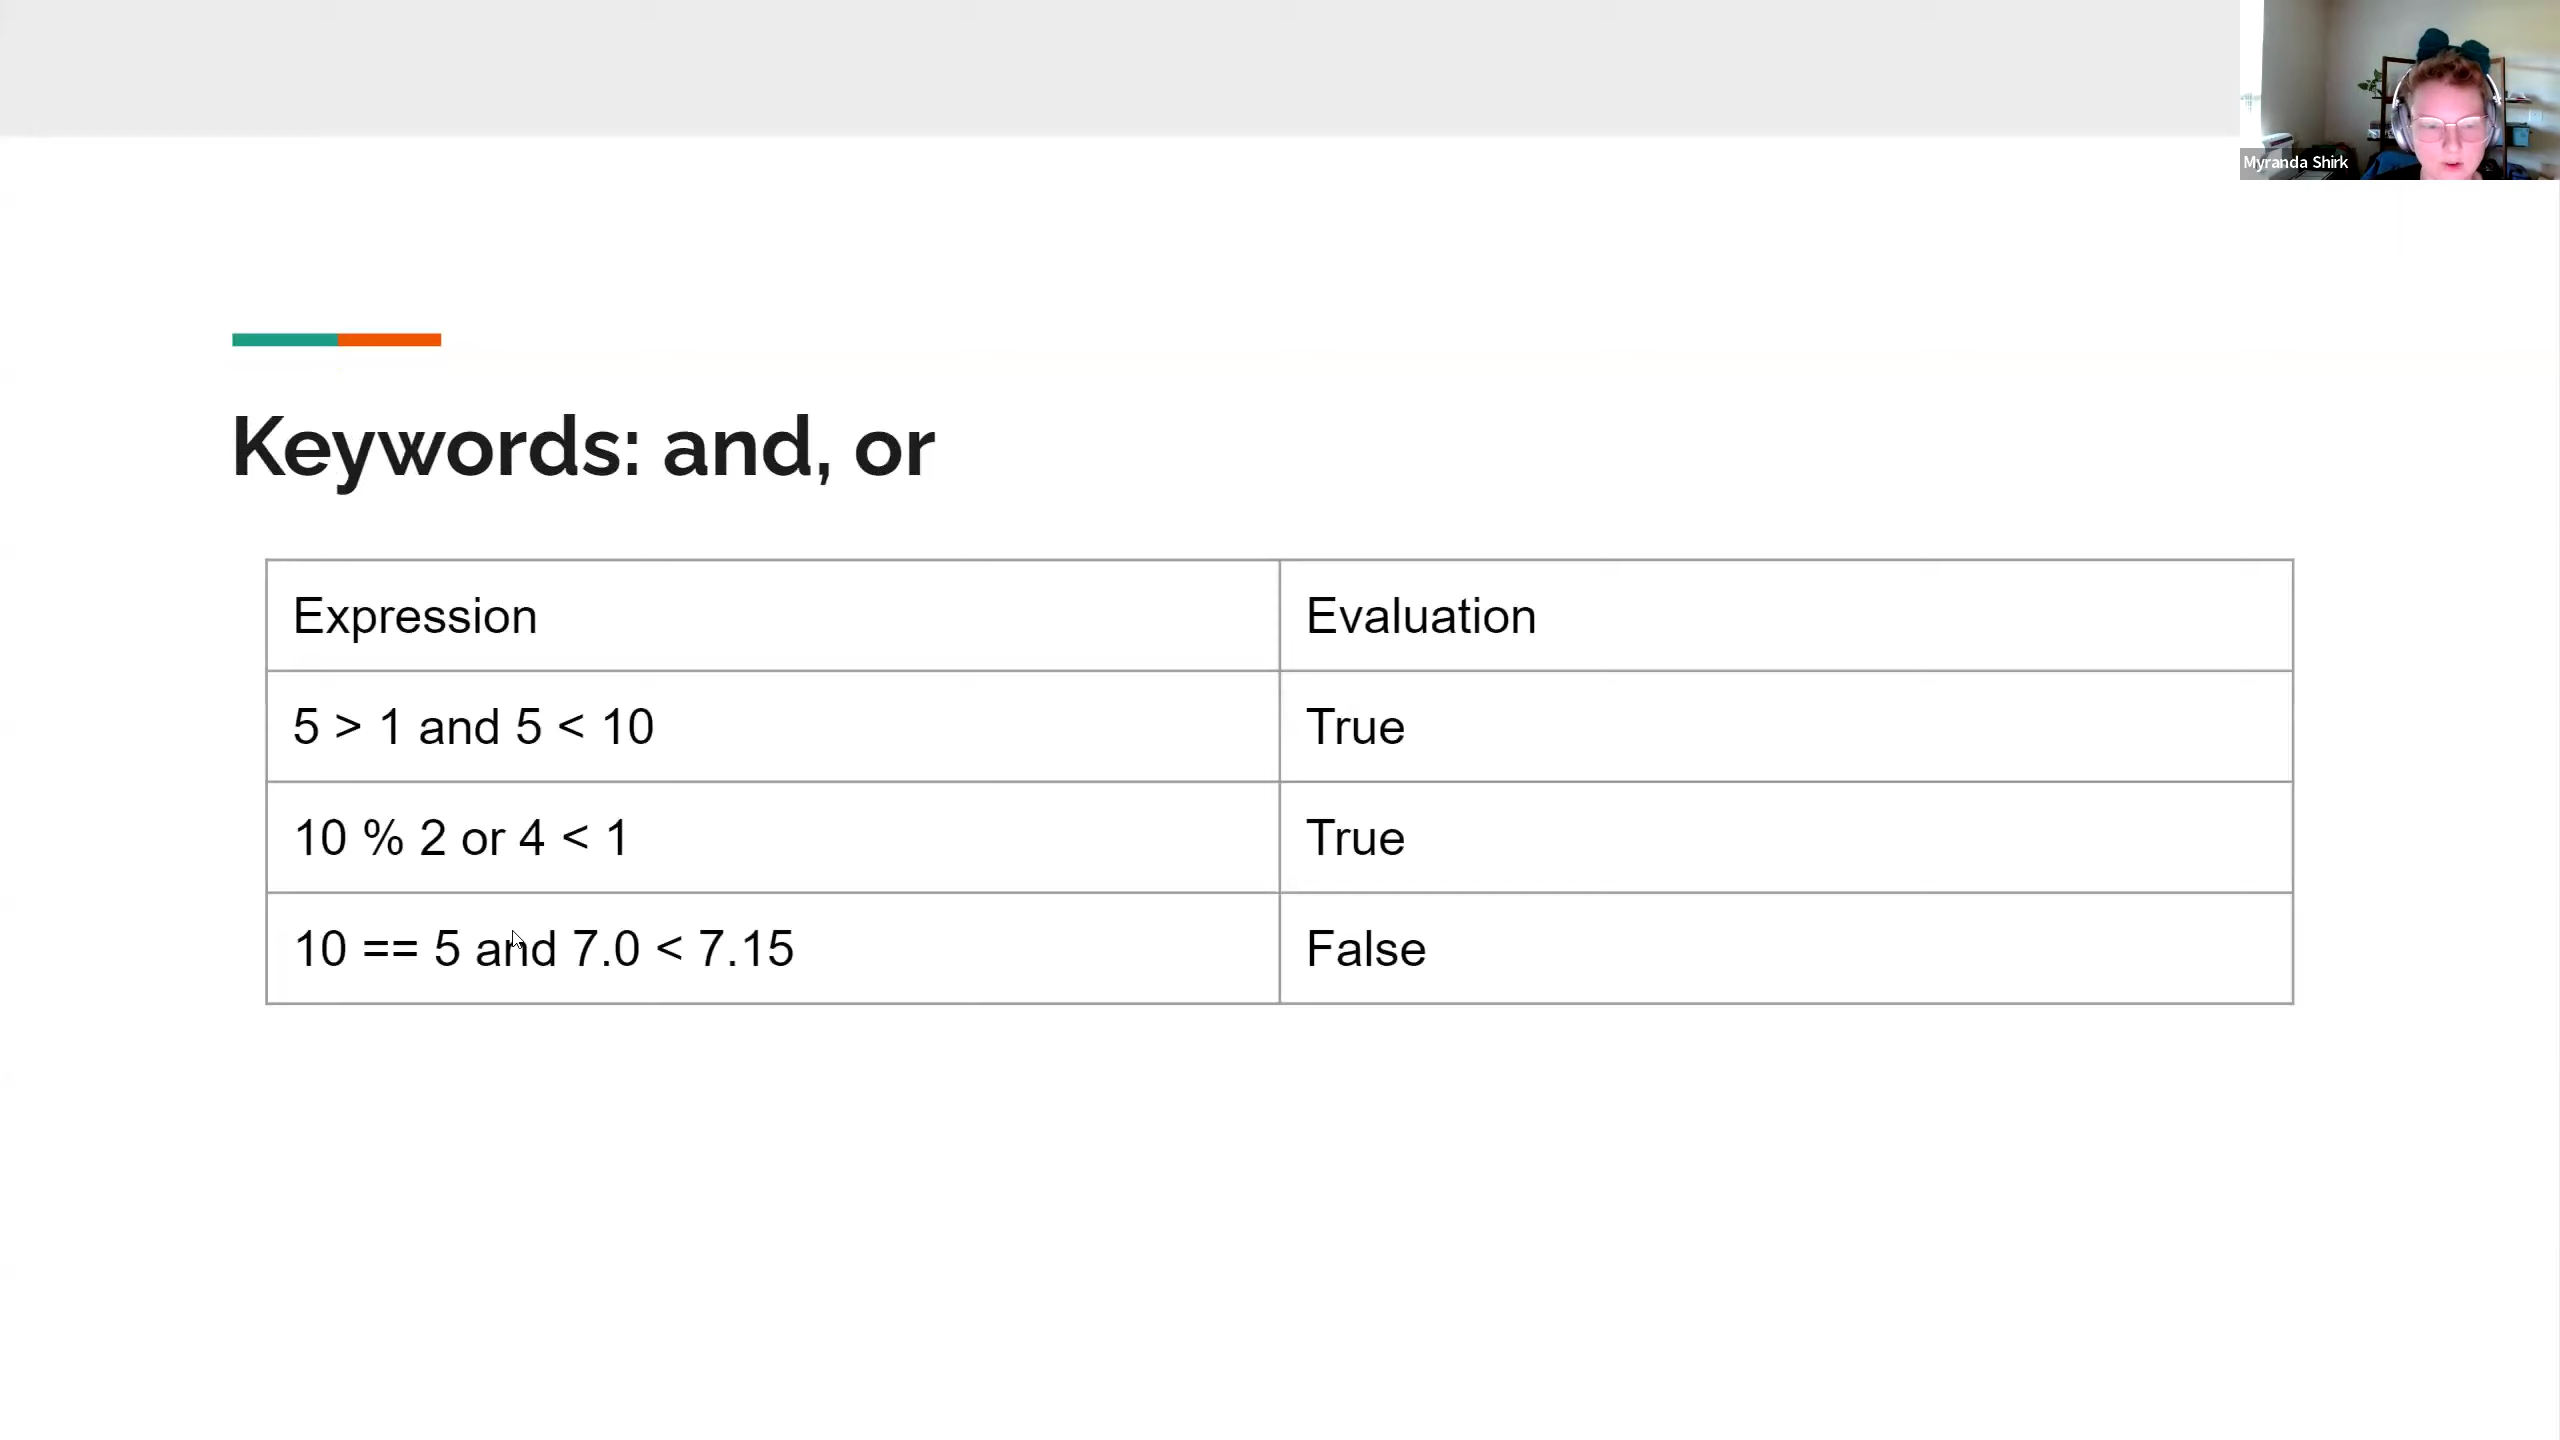 Myranda Shirk
Keywords: and, or
Expression Evaluation
5 > 1 and 5 < 10 True
10 % 2 or 4 < 1 True
10 == 5 and 7.0 < 7.15 False